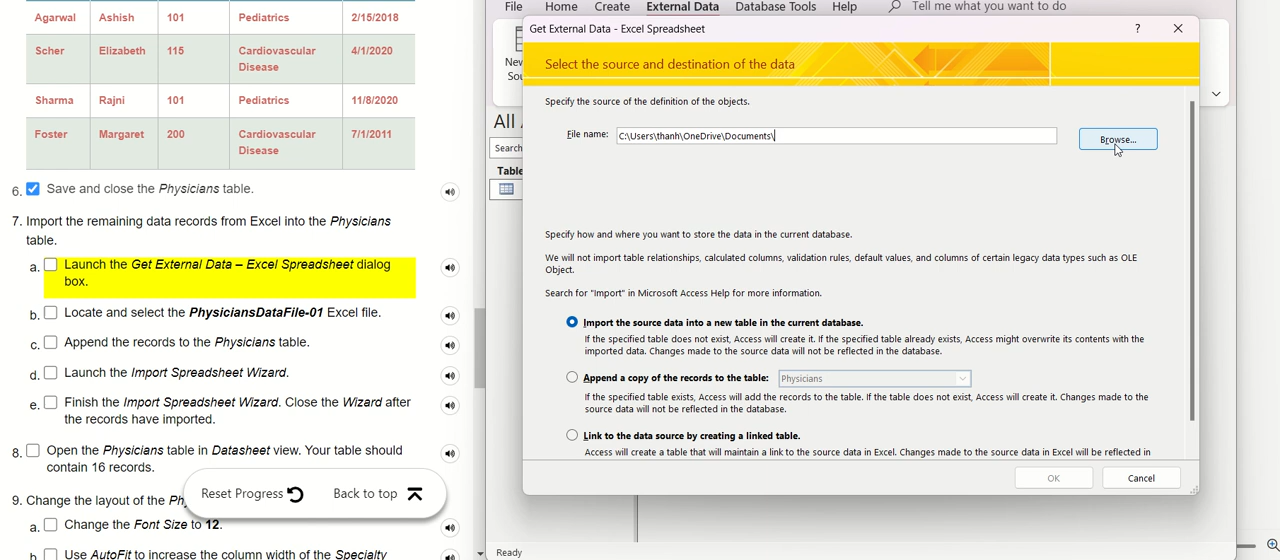 Agarwal Ashish 101 Pediatrics 2/15/2018
Scher Elizabeth 115 Cardiovascular 4/1/2020
Disease
Sharma Rajni 101 Pediatrics 11/8/2020
Foster Margaret 200 Cardiovascular 7/1/2011
Disease
6. Save and close the Physicians table.
7. Import the remaining data records from Excel into the Physicians
table.
a. Launch the Get External Data – Excel Spreadsheet dialog
box.
b. Locate and select the PhysiciansDataFile-01 Excel file.
c. Append the records to the Physicians table.
d. Launch the Import Spreadsheet Wizard.
e. Finish the Import Spreadsheet Wizard. Close the Wizard after
the records have imported.
8. Open the Physicians table in Datasheet view. Your table should
contain 16 records.
Reset Progress Back to top
9. Change the layout of the
a. Change the Font Size to 12.
b. Use AutoFit to increase the column width of the Specialty
File Home Create External Data Database Tools Help Tell me what you want to do
New
All
Search
Get External Data - Excel Spreadsheet ?
Select the source and destination of the data
Specify the source of the definition of the objects.
File name: C:\Users\thanh\OneDrive\Documents\ Browse...
Specify how and where you want to store the data in the current database.
We will not import table relationships, calculated columns, validation rules, default values, and columns of certain legacy data types such as OLE
Object.
Search for "Import" in Microsoft Access Help for more information.
Import the source data into a new table in the current database.
If the specified table does not exist, Access will create it. If the specified table already exists, Access might overwrite its contents with the
imported data. Changes made to the source data will not be reflected in the database.
Append a copy of the records to the table: Physicians
If the specified table exists, Access will add the records to the table. If the table does not exist, Access will create it. Changes made to the
source data will not be reflected in the database.
Link to the data source by creating a linked table.
Access will create a table that will maintain a link to the source data in Excel. Changes made to the source data in Excel will be reflected in
OK Cancel
Ready